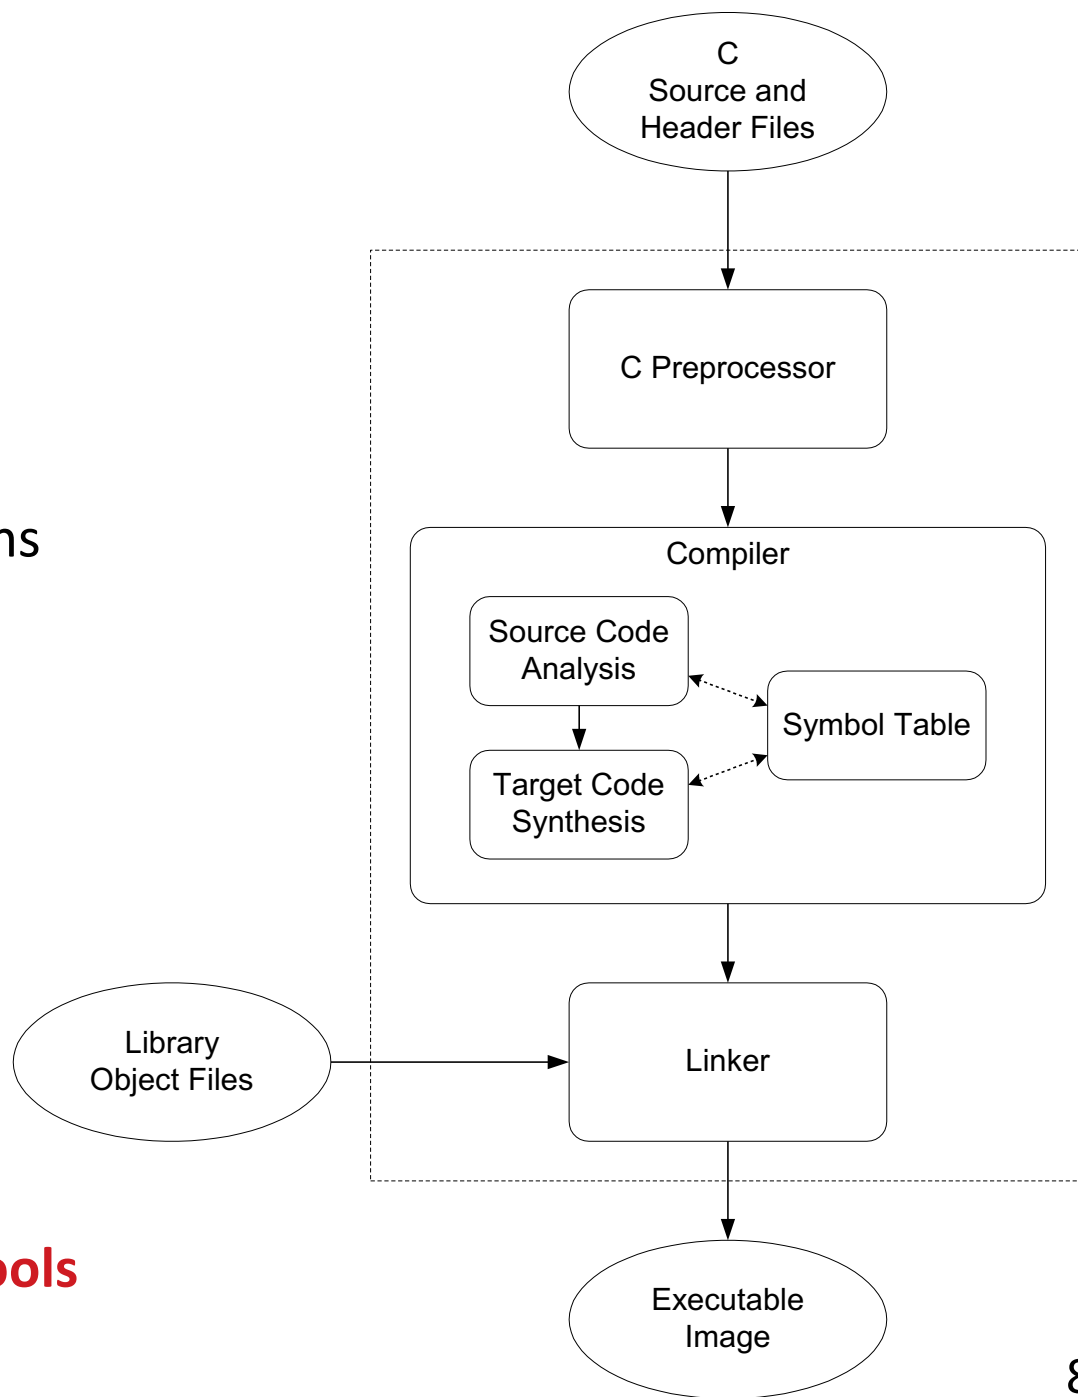 C
Source and
Header Files
C Preprocessor
ns
Compiler
Source Code
Analysis
Symbol Table
Target Code
Synthesis
Library
Object Files
Linker
ools
Executable
Image
8